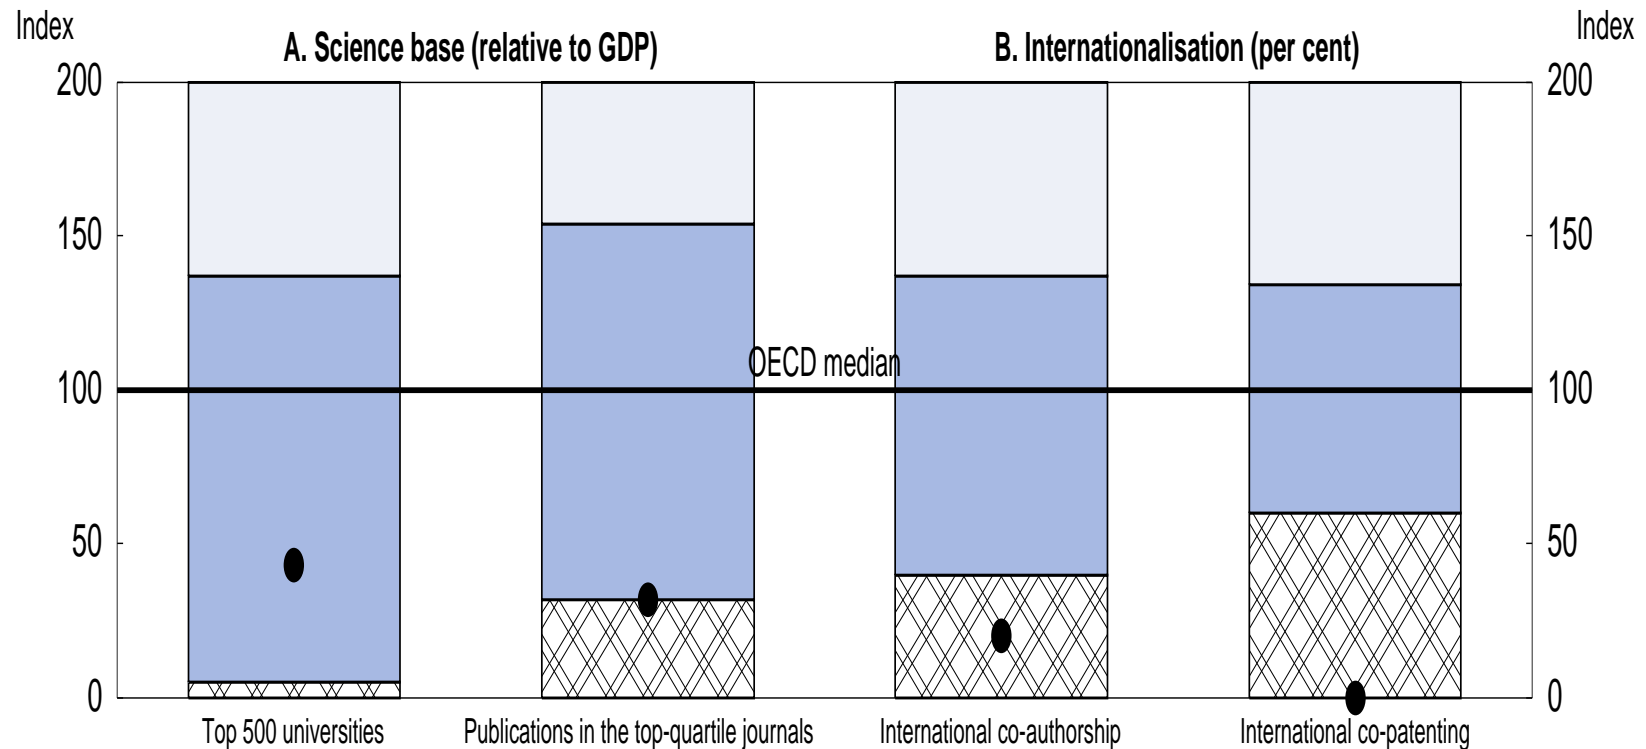 Index
Index
A. Science base (relative to GDP)
B. Internationalisation (per cent)
200
200
150
150
OECD median
100
100
50
50
0
0
Top 500 universities
Publications in the top-quartile journals
International co-authorship
International co-patenting